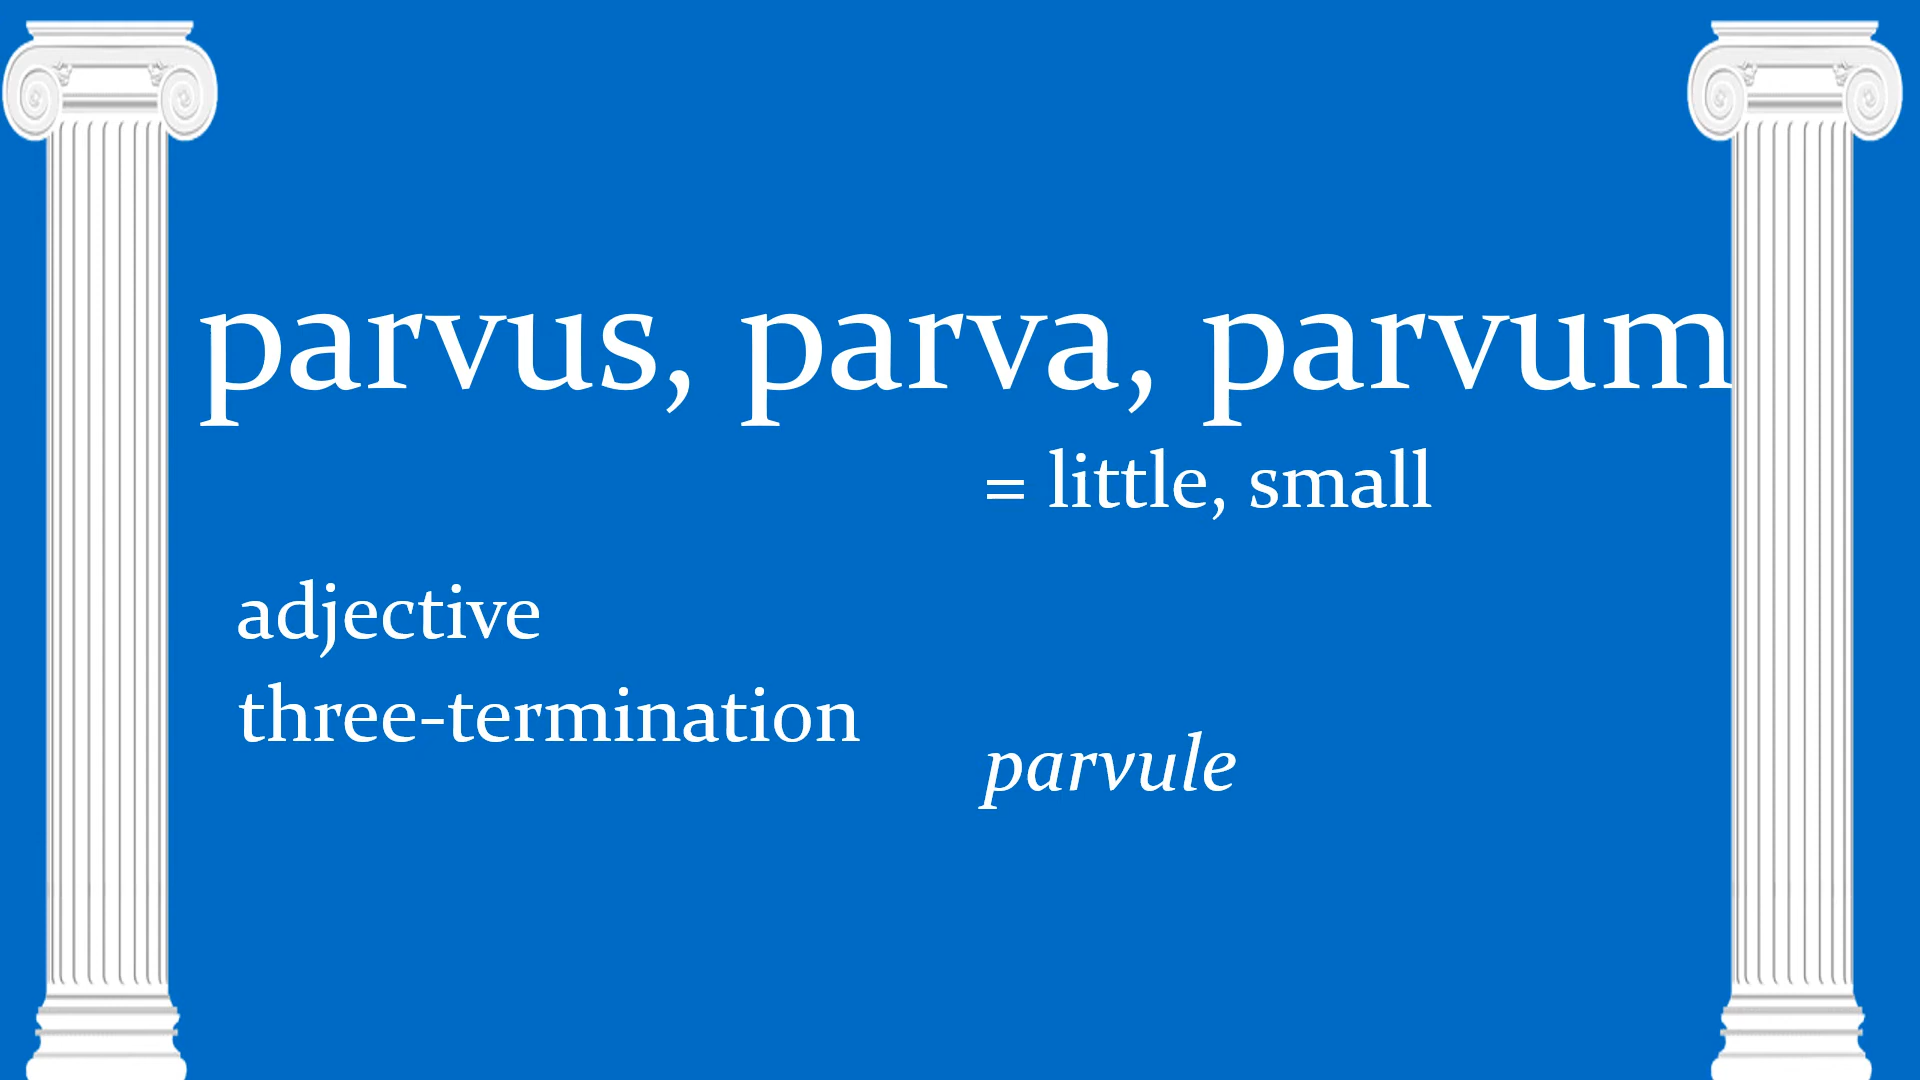 parvus, parva, parvum
= little, small
adjective
three-termination
parvule